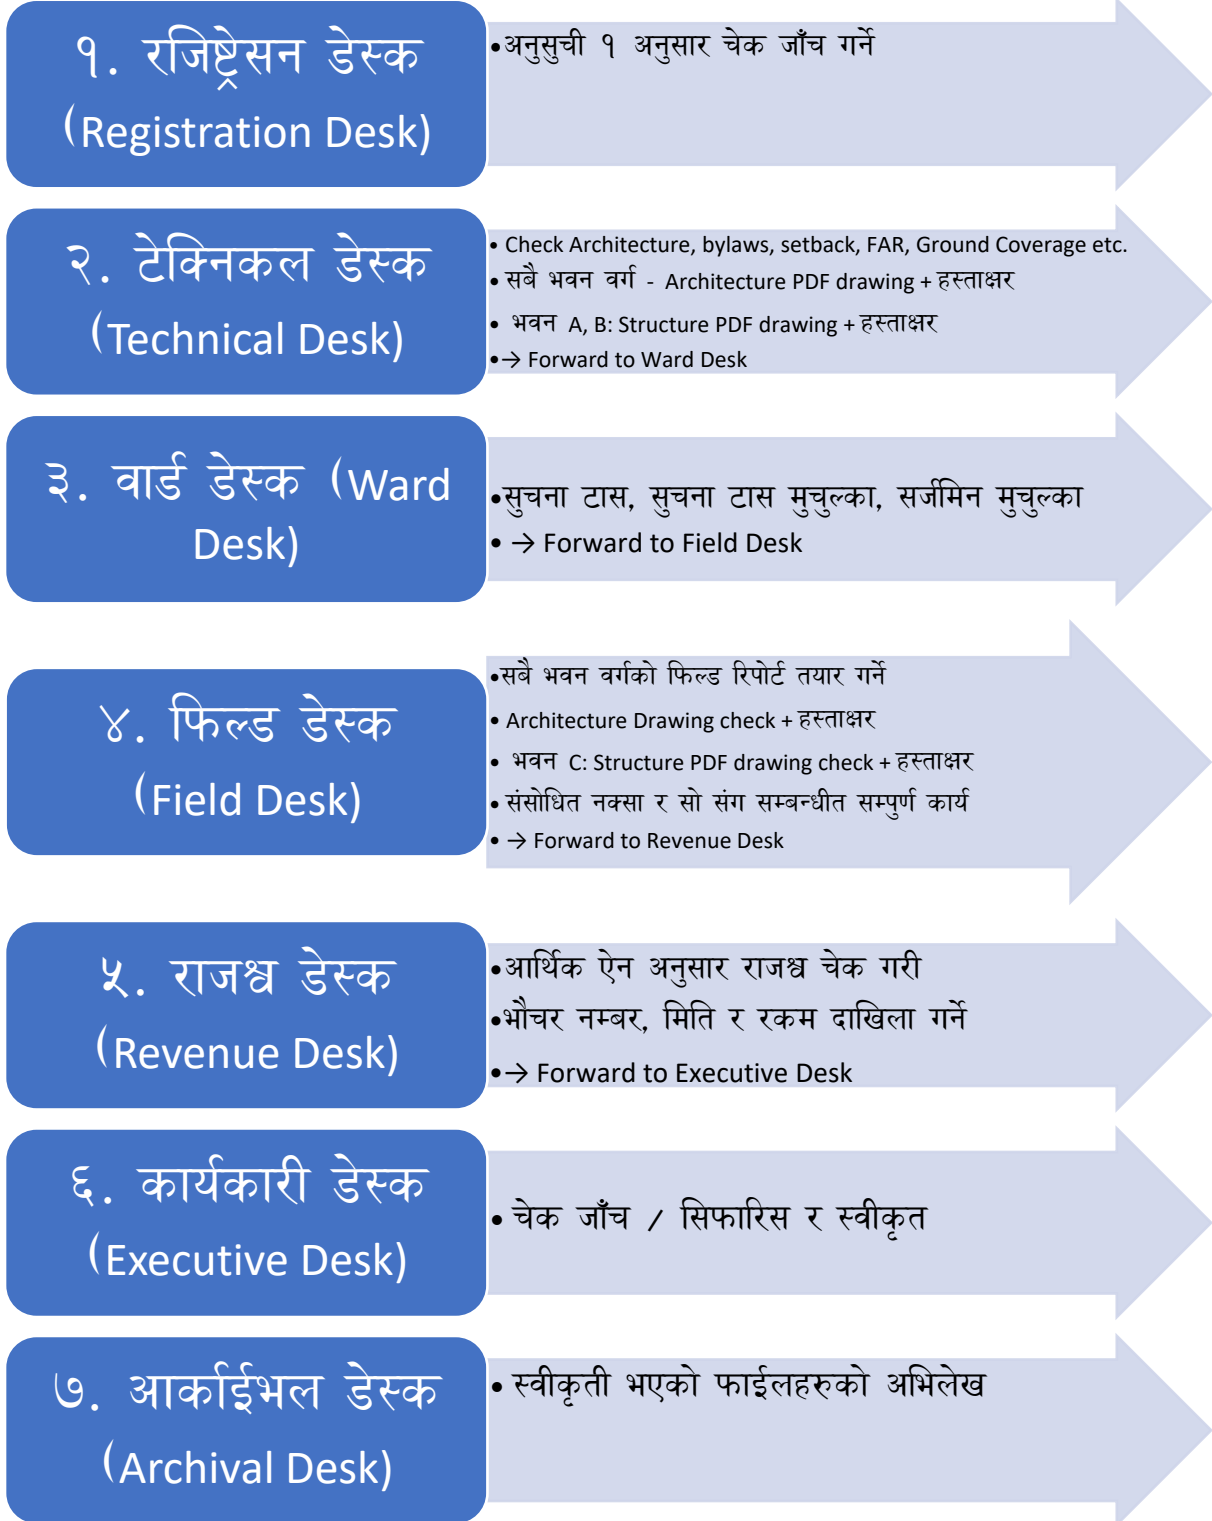 १. रजिष्ट्रेसन डेस्क
(Registration Desk)
•अनुसुची १ अनुसार चेक जाँच गर्ने
२. टेक्निकल डेस्क
(Technical Desk)
• Check Architecture, bylaws, setback, FAR, Ground Coverage etc.
• सबै भवन वर्ग - Architecture PDF drawing + हस्ताक्षर
• भवन A, B: Structure PDF drawing + हस्ताक्षर
•→ Forward to Ward Desk
३. वार्ड डेस्क (Ward
Desk)
•सुचना टास, सुचना टास मुचुल्का, सर्जमिन मुचुल्का
• → Forward to Field Desk
४. फिल्ड डेस्क
(Field Desk)
•सबै भवन वर्गको फिल्ड रिपोर्ट तयार गर्ने
• Architecture Drawing check + हस्ताक्षर
• भवन C: Structure PDF drawing check + हस्ताक्षर
• संसोधित नक्सा र सो संग सम्बन्धीत सम्पुर्ण कार्य
• → Forward to Revenue Desk
५. राजश्व डेस्क
(Revenue Desk)
•आर्थिक ऐन अनुसार राजश्व चेक गरी
•भौचर नम्बर, मिति र रकम दाखिला गर्ने
•→ Forward to Executive Desk
६. कार्यकारी डेस्क
(Executive Desk)
• चेक जाँच / सिफारिस र स्वीकृत
७. आर्काईभल डेस्क
(Archival Desk)
• स्वीकृती भएको फाईलहरुको अभिलेख